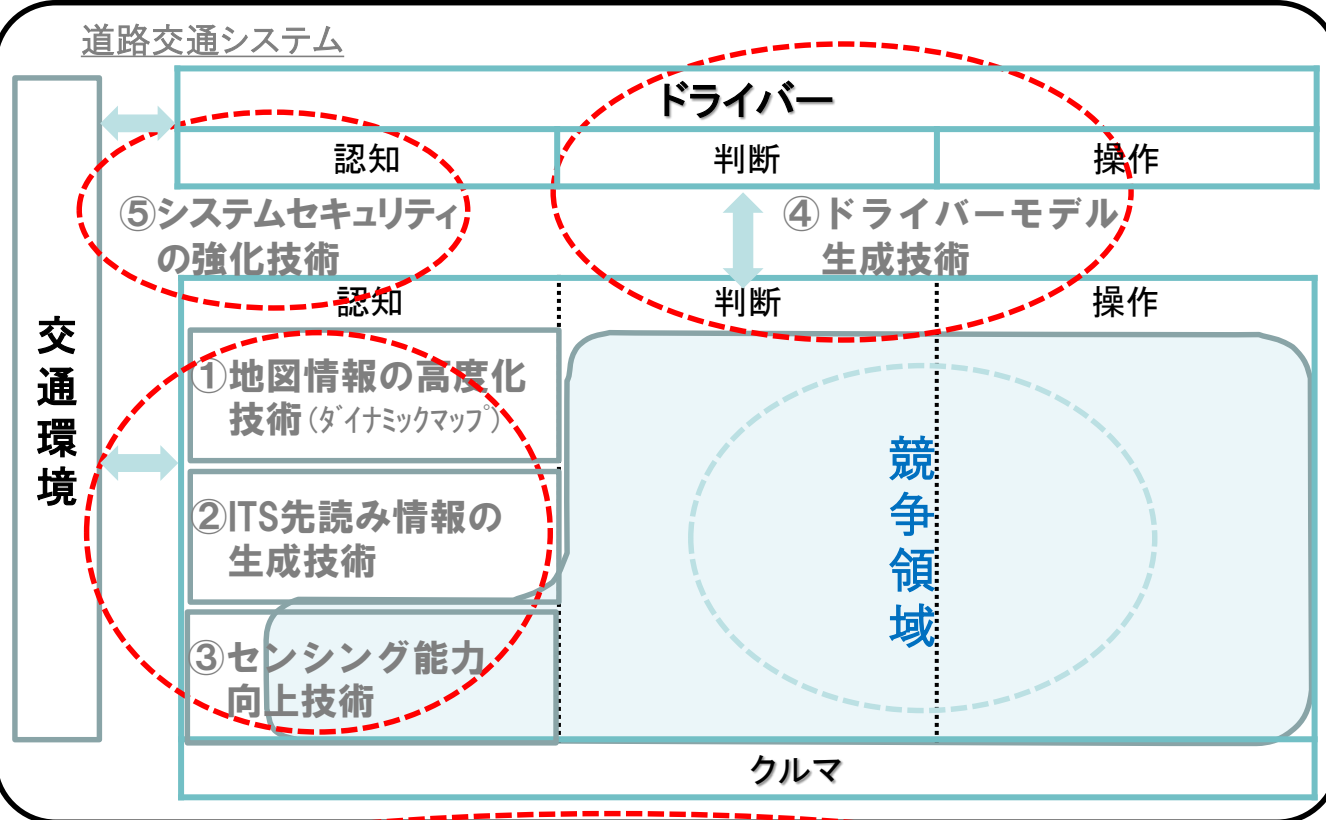 道路交通システム
ドライバー
認知
判断
操作
⑤システムセキュリティ
の強化技術
④ドライバーモデル
生成技術
認知
判断
操作
交通環境
①地図情報の高度化
技術(ﾀﾞｲﾅﾐｯｸﾏｯﾌﾟ)
②ITS先読み情報の
生成技術
③センシング能力
向上技術
競争領域
クルマ